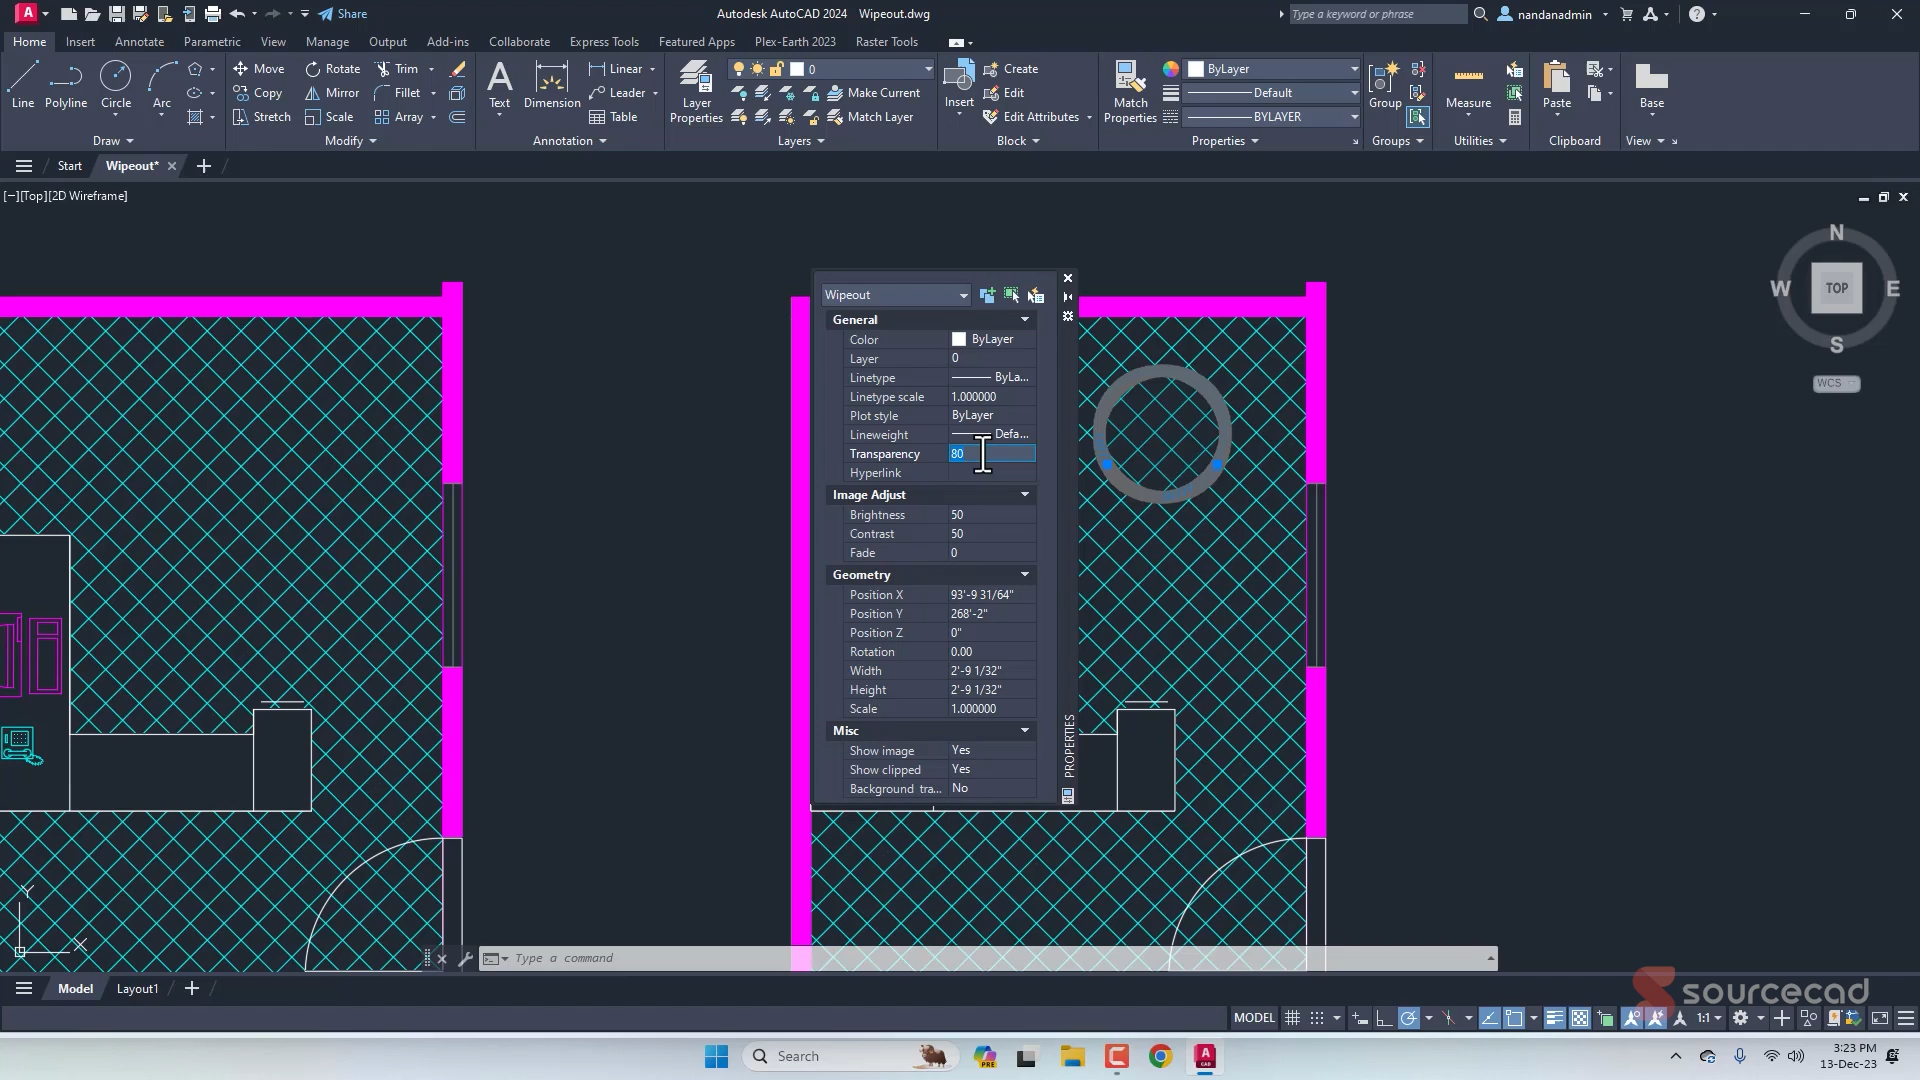 Share
Autodesk AutoCAD 2024 Wipeout.dwg
Type a keyword or phrase
nandanadmin
Home Insert Annotate Parametric View Manage Output Add-ins Collaborate Express Tools Featured Apps Plex-Earth 2023 Raster Tools
Line Polyline Circle Arc
Draw
Move Rotate Trim
Copy Mirror Fillet
Stretch Scale Array
Modify
Text Dimension
Linear
Leader
Table
Annotation
Layer Properties
0
Make Current
Match Layer
Layers
Insert
Create
Edit
Edit Attributes
Block
Match Properties
ByLayer
Default
BYLAYER
Properties
Group
Groups
Measure
Utilities
Paste
Clipboard
Base
View
Start Wipeout*
[−][Top][2D Wireframe]
N
W TOP E
S
WCS
Wipeout
General
Color ByLayer
Layer 0
Linetype ByLa...
Linetype scale 1.000000
Plot style ByLayer
Lineweight Defa...
Transparency 80
Hyperlink
Image Adjust
Brightness 50
Contrast 50
Fade 0
Geometry
Position X 93'-9 31/64"
Position Y 268'-2"
Position Z 0"
Rotation 0.00
Width 2'-9 1/32"
Height 2'-9 1/32"
Scale 1.000000
Misc
Show image Yes
Show clipped Yes
Background tra... No
PROPERTIES
Y
X
Type a command
Model Layout1
sourcecad
MODEL
1:1
Search
PRE
A
CAD
3:23 PM
13-Dec-23